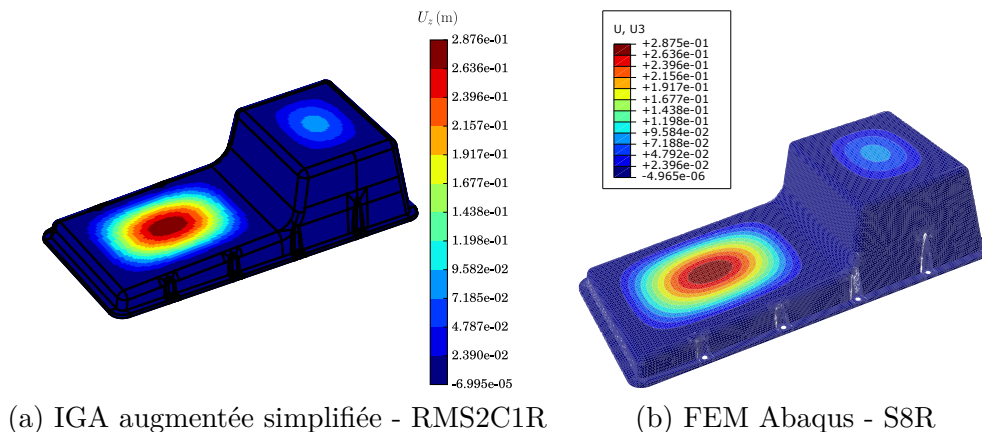 U_z (m)
2.876e-01
2.636e-01
2.396e-01
2.157e-01
1.917e-01
1.677e-01
1.438e-01
1.198e-01
9.582e-02
7.185e-02
4.787e-02
2.390e-02
-6.995e-05
(a) IGA augmentée simplifiée - RMS2C1R
U, U3
+2.875e-01
+2.636e-01
+2.396e-01
+2.156e-01
+1.917e-01
+1.677e-01
+1.438e-01
+1.198e-01
+9.584e-02
+7.188e-02
+4.792e-02
+2.396e-02
-4.965e-06
(b) FEM Abaqus - S8R